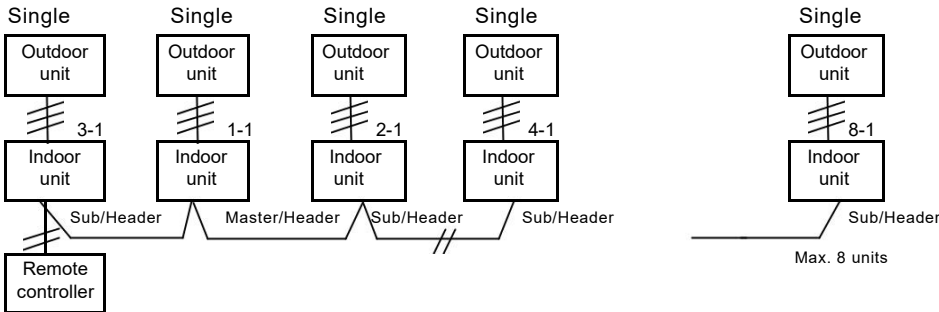 Single Single Single Single Single
Outdoor unit
Outdoor unit
Outdoor unit
Outdoor unit
Outdoor unit
3-1 1-1 2-1 4-1 8-1
Indoor unit
Indoor unit
Indoor unit
Indoor unit
Indoor unit
Sub/Header Master/Header Sub/Header Sub/Header Sub/Header
Max. 8 units
Remote
controller